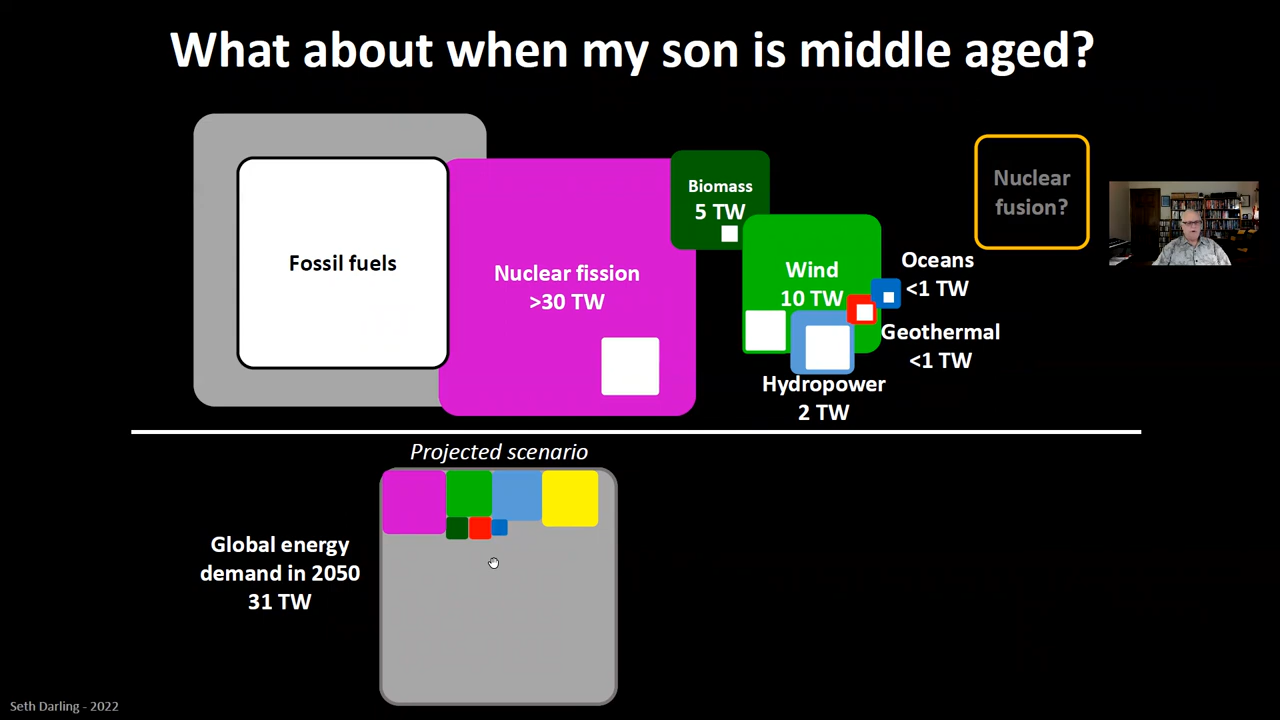 What about when my son is middle aged?
Fossil fuels
Nuclear fission
>30 TW
Biomass
5 TW
Wind
10 TW
Oceans
<1 TW
Geothermal
<1 TW
Hydropower
2 TW
Nuclear
fusion?
Projected scenario
Global energy
demand in 2050
31 TW
Seth Darling - 2022